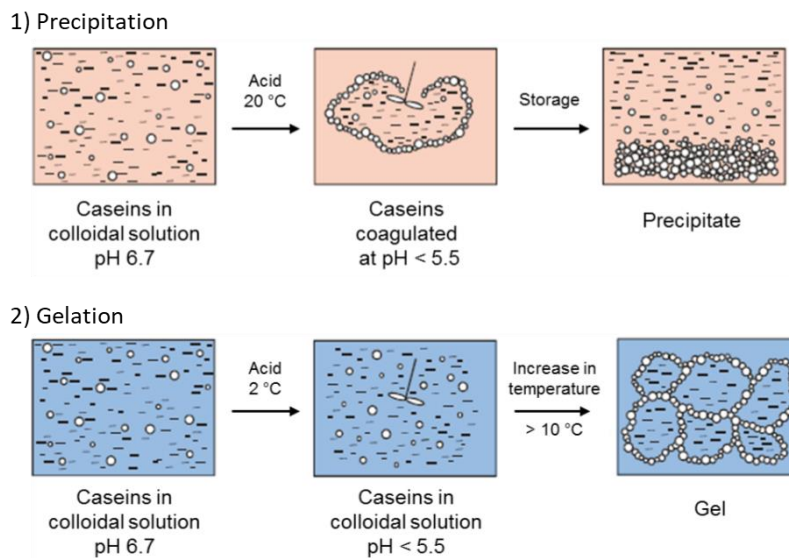 1) Precipitation
Acid
20 °C
Storage
Caseins in
colloidal solution
pH 6.7
Caseins
coagulated
at pH < 5.5
Precipitate
2) Gelation
Acid
2 °C
Increase in
temperature
> 10 °C
Caseins in
colloidal solution
pH 6.7
Caseins in
colloidal solution
pH < 5.5
Gel